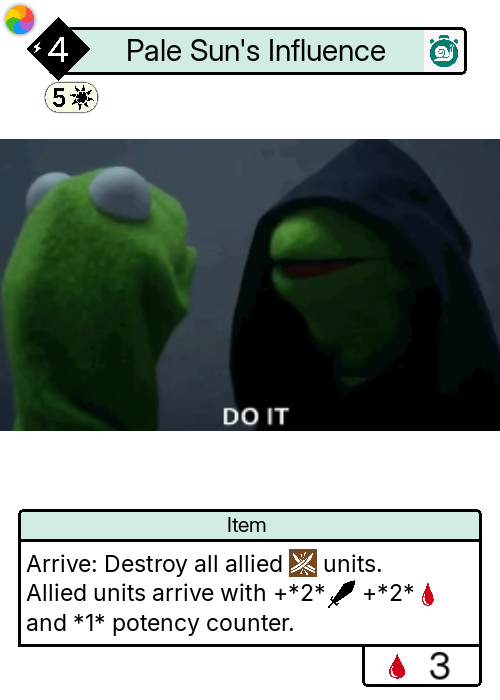 4 Pale Sun's Influence
5
DO IT
Item
Arrive: Destroy all allied units.
Allied units arrive with +*2* +*2*
and *1* potency counter.
3